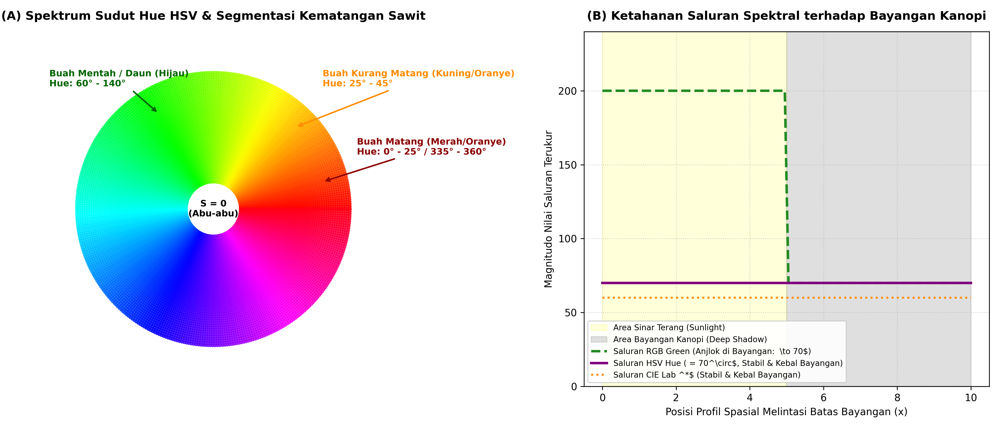 (A) Spektrum Sudut Hue HSV & Segmentasi Kematangan Sawit
Buah Mentah / Daun (Hijau)
Hue: 60° - 140°
Buah Kurang Matang (Kuning/Oranye)
Hue: 25° - 45°
Buah Matang (Merah/Oranye)
Hue: 0° - 25° / 335° - 360°
S = 0
(Abu-abu)
(B) Ketahanan Saluran Spektral terhadap Bayangan Kanopi
Magnitudo Nilai Saluran Terukur
200
150
100
50
0
Area Sinar Terang (Sunlight)
Area Bayangan Kanopi (Deep Shadow)
Saluran RGB Green (Anjlok di Bayangan:  \to 70$)
Saluran HSV Hue ( = 70^\circ$, Stabil & Kebal Bayangan)
Saluran CIE Lab ^*$ (Stabil & Kebal Bayangan)
0 2 4 6 8 10
Posisi Profil Spasial Melintasi Batas Bayangan (x)